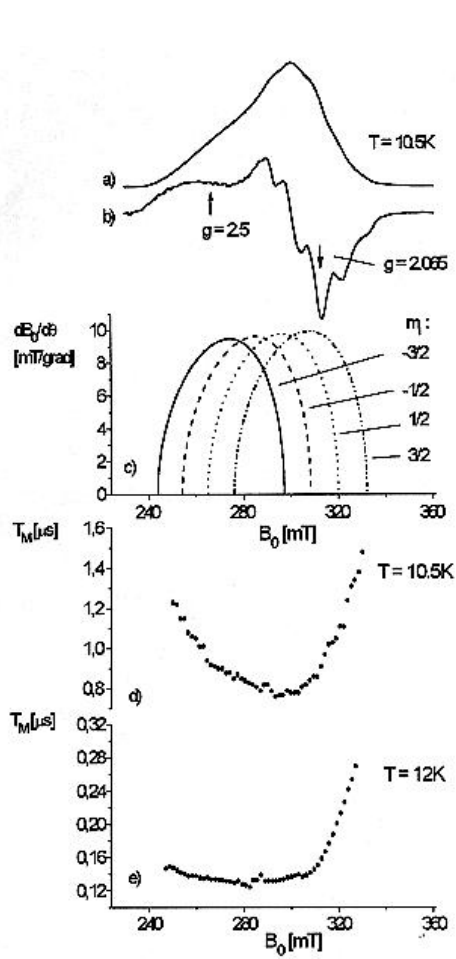 T = 10.5K
a)
b)
g = 2.5
g = 2.065
dB0/dθ
[mT/grad]
10
8
6
4
2
0
c)
m :
-3/2
-1/2
1/2
3/2
240
280
320
360
B0 [mT]
TM[μs]
1,6
1,4
1,2
1,0
0,8
d)
T = 10.5K
TM[μs]
0,32
0,28
0,24
0,20
0,16
0,12
e)
T = 12K
240
280
320
360
B0 [mT]